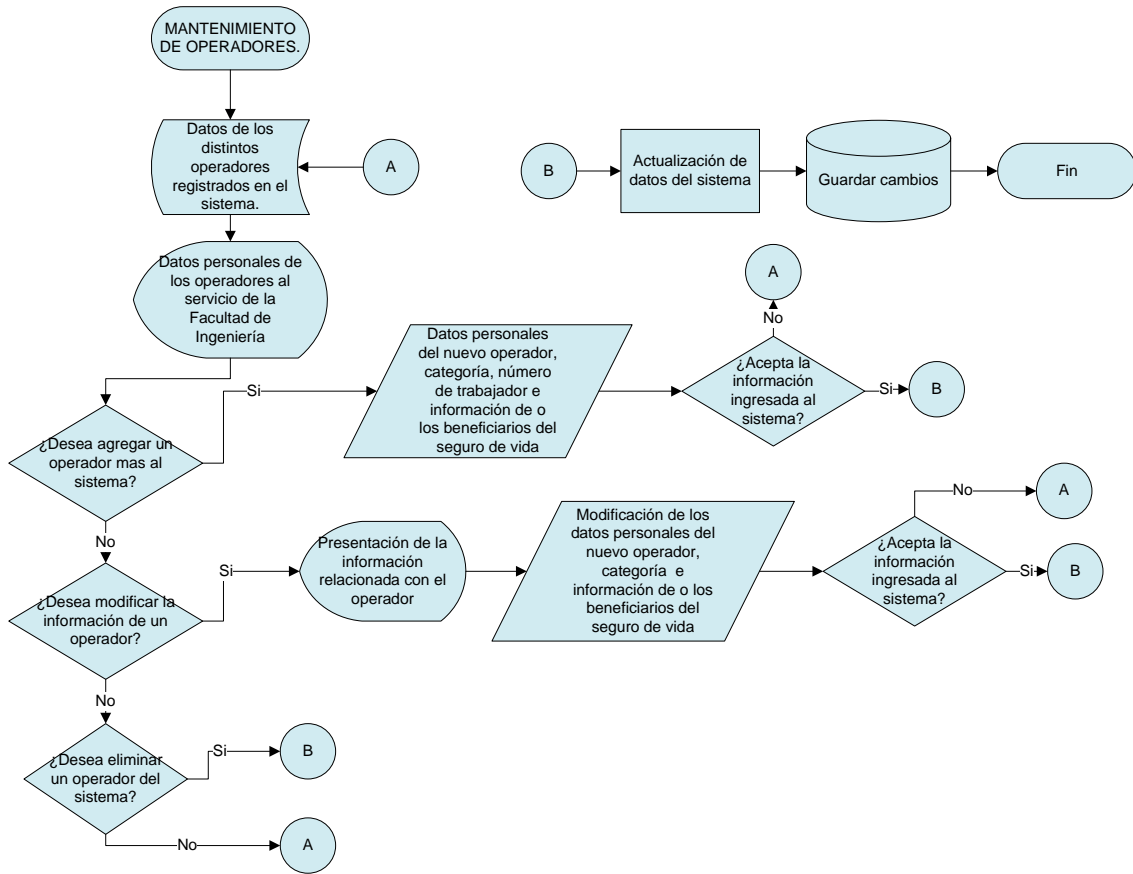 MANTENIMIENTO
DE OPERADORES.
Datos de los
distintos
operadores
registrados en el
sistema.
A
B
Actualización de
datos del sistema
Guardar cambios
Fin
Datos personales de
los operadores al
servicio de la
Facultad de
Ingeniería
A
No
Si
Datos personales
del nuevo operador,
categoría, número
de trabajador e
información de o
los beneficiarios del
seguro de vida
¿Acepta la
información
ingresada al
sistema?
Si
B
¿Desea agregar un
operador mas al
sistema?
No
Si
Presentación de la
información
relacionada con el
operador
Modificación de los
datos personales del
nuevo operador,
categoría e
información de o los
beneficiarios del
seguro de vida
No
A
¿Acepta la
información
ingresada al
sistema?
Si
B
¿Desea modificar la
información de un
operador?
No
¿Desea eliminar
un operador del
sistema?
Si
B
No
A